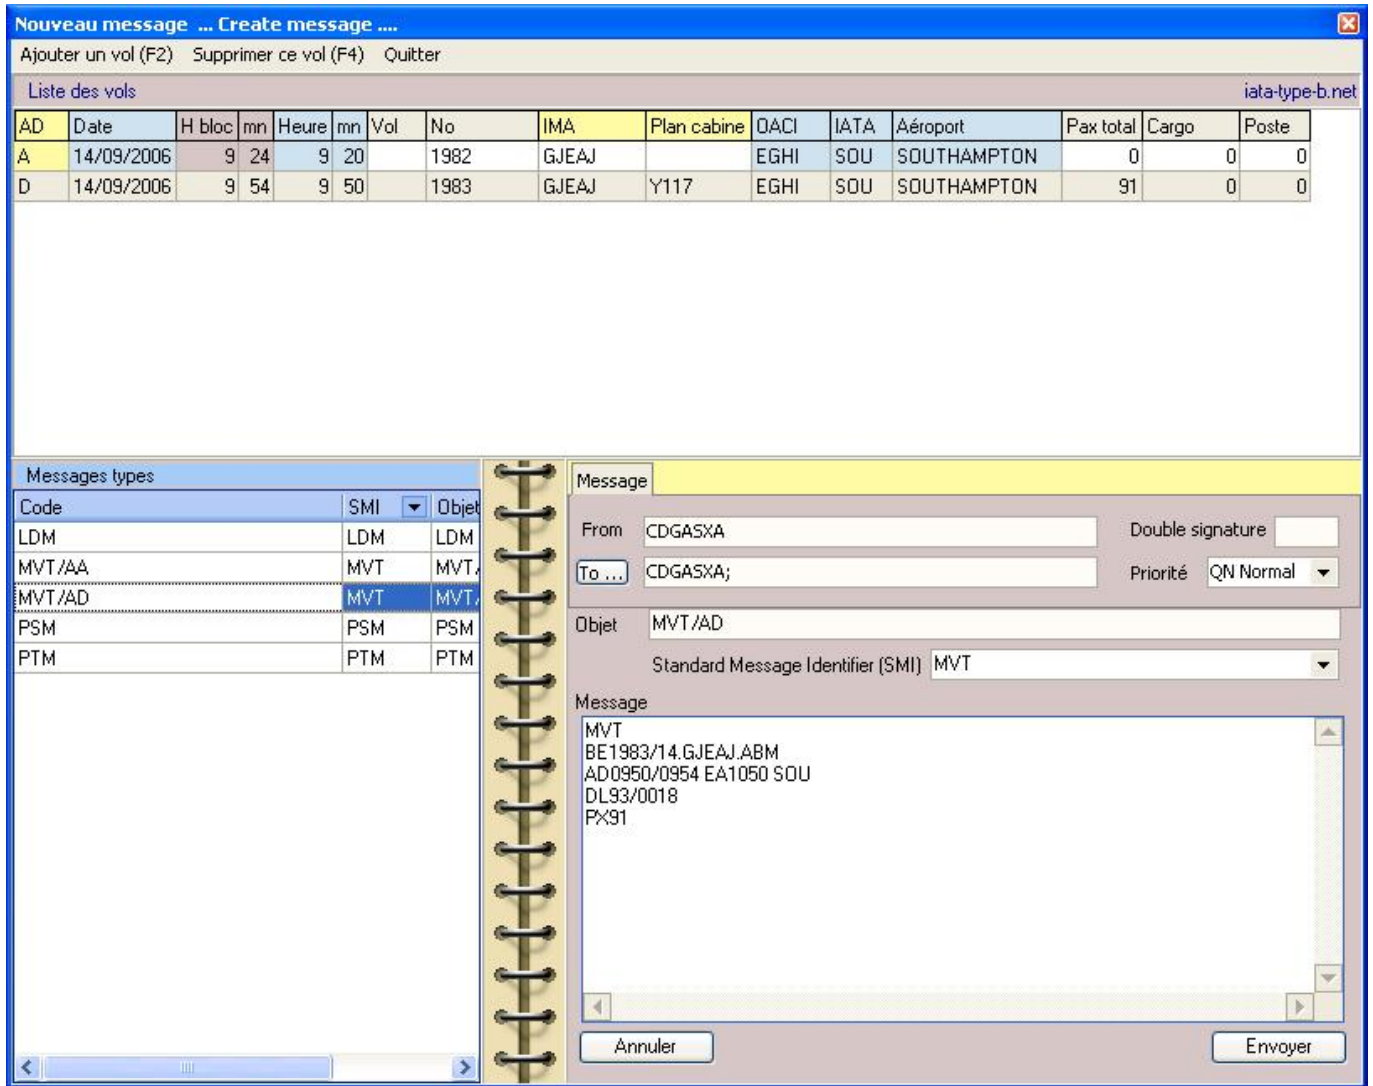 Nouveau message ... Create message ....
Ajouter un vol (F2) Supprimer ce vol (F4) Quitter
Liste des vols iata-type-b.net
AD Date H bloc mn Heure mn Vol No IMA Plan cabine OACI IATA Aéroport Pax total Cargo Poste
A 14/09/2006 9 24 9 20 1982 GJEAJ EGHI SOU SOUTHAMPTON 0 0 0
D 14/09/2006 9 54 9 50 1983 GJEAJ Y117 EGHI SOU SOUTHAMPTON 91 0 0
Messages types
Code SMI Objet
LDM LDM LDM
MVT/AA MVT MVT/
MVT/AD MVT MVT/
PSM PSM PSM
PTM PTM PTM
Message
From CDGASXA Double signature
To ... CDGASXA; Priorité QN Normal
Objet MVT/AD
Standard Message Identifier (SMI) MVT
Message
MVT
BE1983/14.GJEAJ.ABM
AD0950/0954 EA1050 SOU
DL93/0018
PX91
Annuler Envoyer